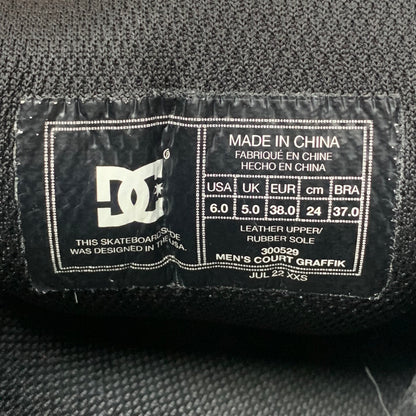 DC
®
THIS SKATEBOARD SHOE
WAS DESIGNED IN THE USA.
MADE IN CHINA
FABRIQUÉ EN CHINE
HECHO EN CHINA
USA UK EUR cm BRA
6.0 5.0 38.0 24 37.0
LEATHER UPPER/
RUBBER SOLE
300529
MEN'S COURT GRAFFIK
JUL 22 XXS